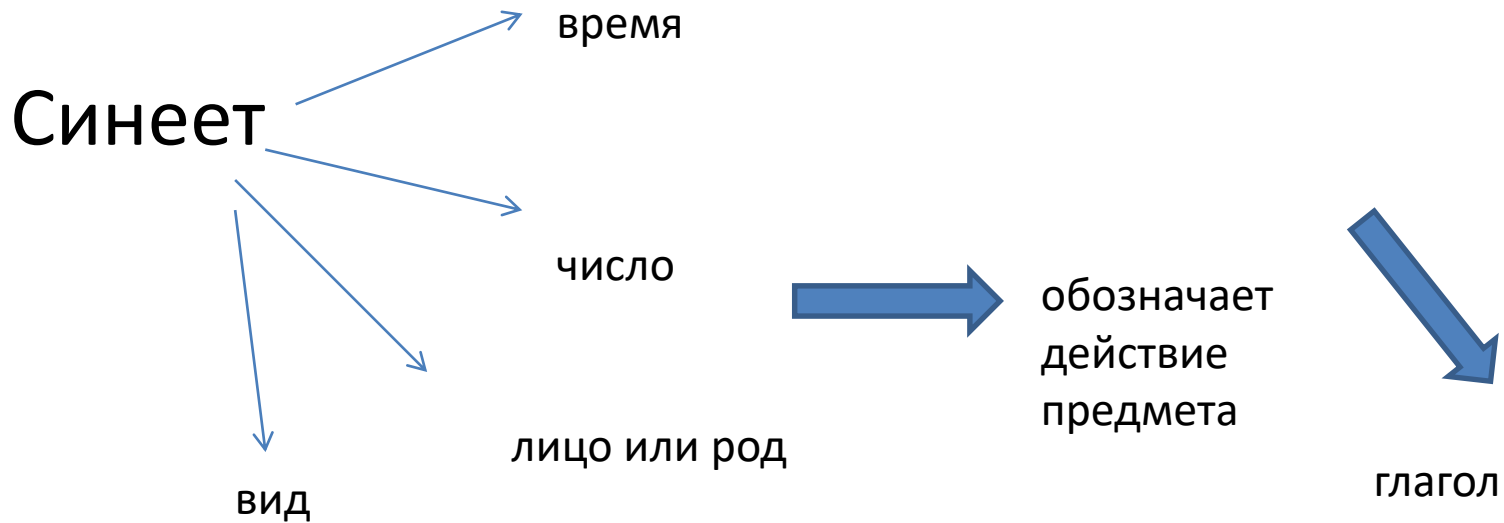 время
Синеет
число
обозначает
действие
предмета
лицо или род
глагол
вид